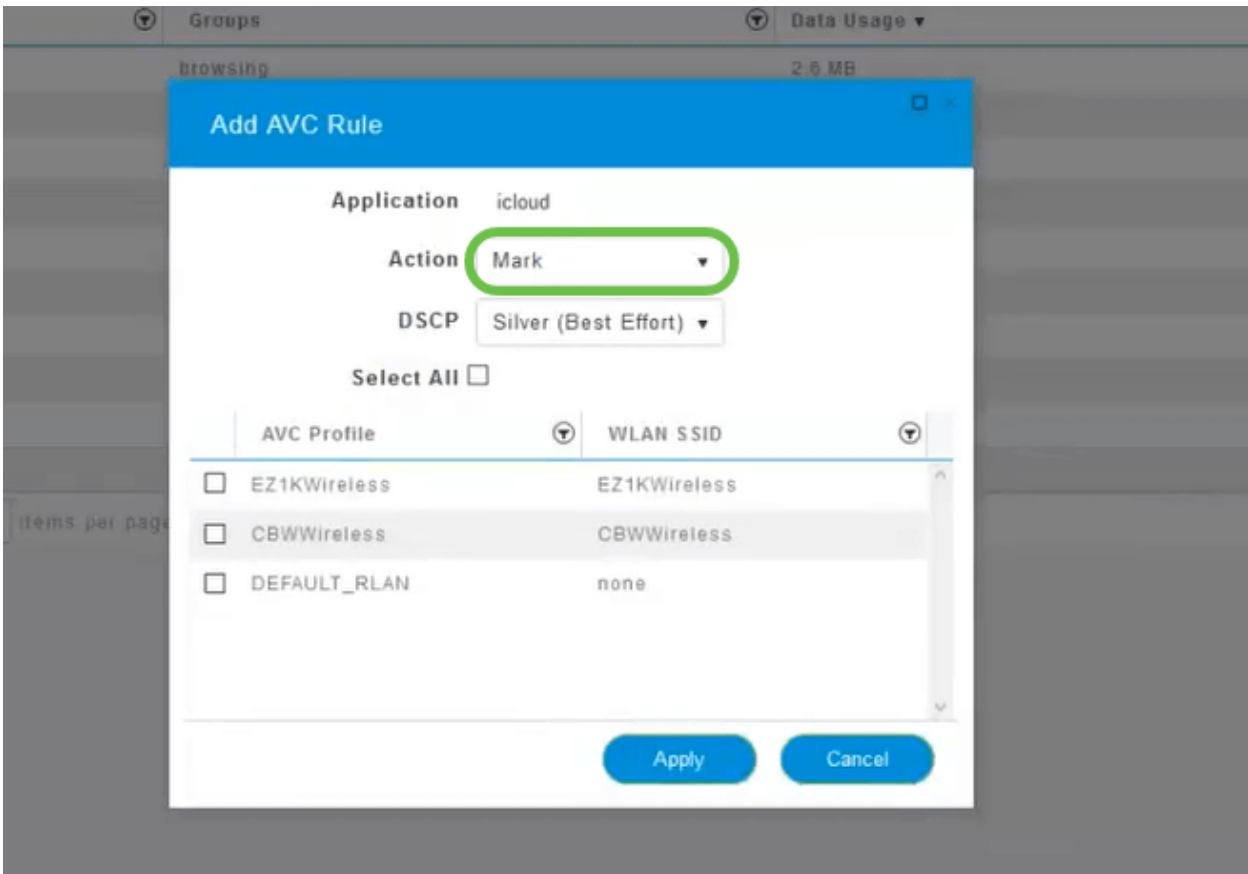 Groups Data Usage
browsing 2.6 MB
Add AVC Rule
Application icloud
Action Mark
DSCP Silver (Best Effort)
Select All
AVC Profile WLAN SSID
EZ1KWireless EZ1KWireless
items per page
CBWWireless CBWWireless
DEFAULT_RLAN none
Apply Cancel